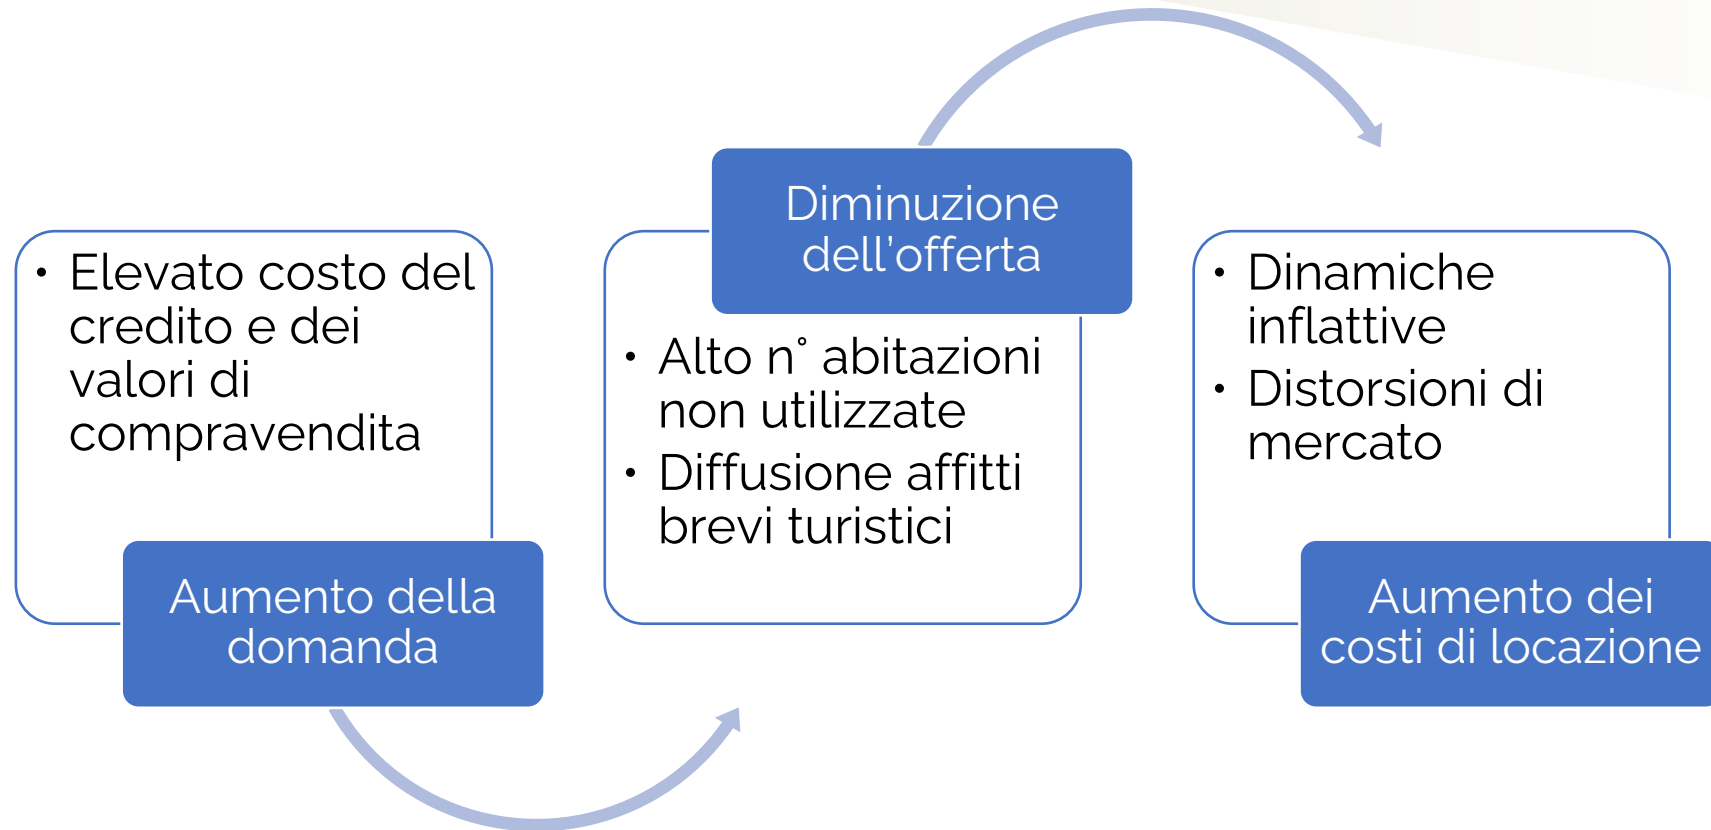 • Elevato costo del
credito e dei
valori di
compravendita
Aumento della
domanda
Diminuzione
dell’offerta
• Alto n° abitazioni
non utilizzate
• Diffusione affitti
brevi turistici
• Dinamiche
inflattive
• Distorsioni di
mercato
Aumento dei
costi di locazione